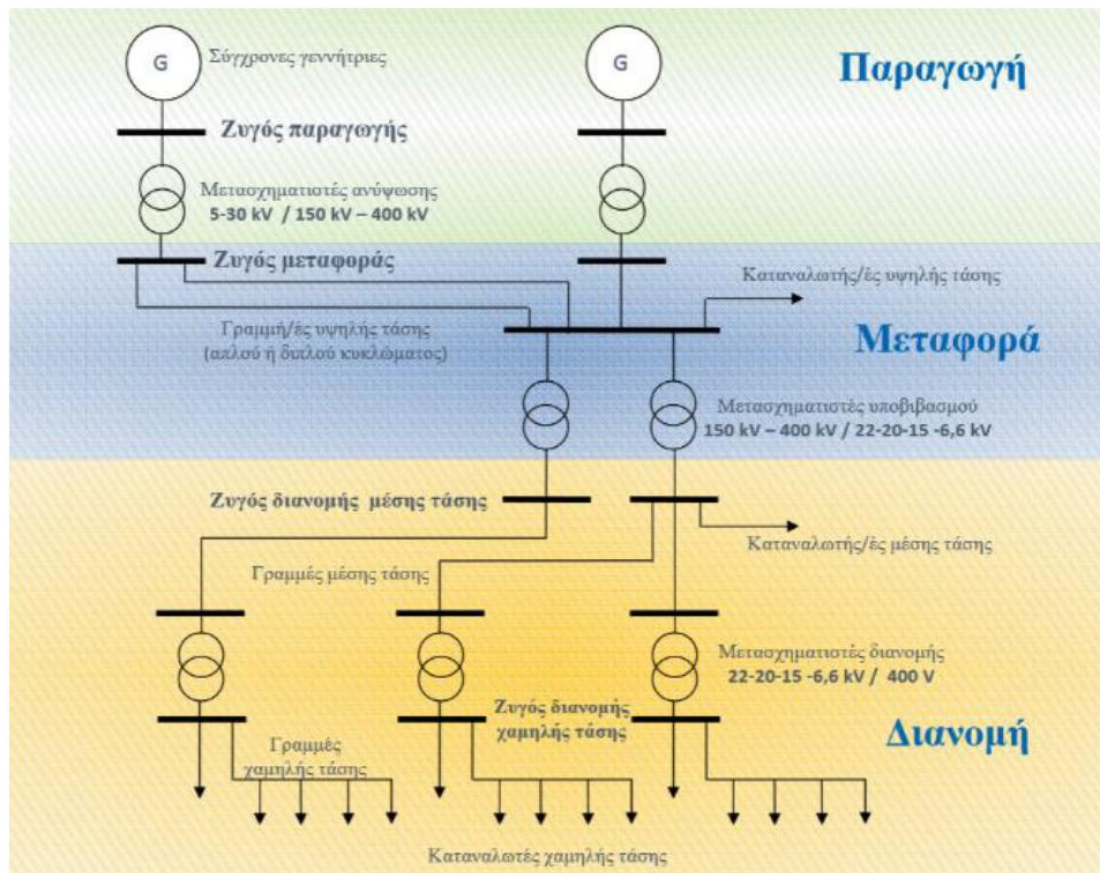 G
Σύγχρονες γεννήτριες
G
Παραγωγή
Ζυγός παραγωγής
Μετασχηματιστές ανύψωσης
5-30 kV / 150 kV – 400 kV
Ζυγός μεταφοράς
Καταναλωτής/ές υψηλής τάσης
Γραμμή/ές υψηλής τάσης
(απλού ή διπλού κυκλώματος)
Μεταφορά
Μετασχηματιστές υποβιβασμού
150 kV – 400 kV / 22-20-15 -6,6 kV
Ζυγός διανομής μέσης τάσης
Καταναλωτής/ές μέσης τάσης
Γραμμές μέσης τάσης
Μετασχηματιστές διανομής
22-20-15 -6,6 kV / 400 V
Ζυγός διανομής
χαμηλής τάσης
Διανομή
Γραμμές
χαμηλής τάσης
Καταναλωτές χαμηλής τάσης